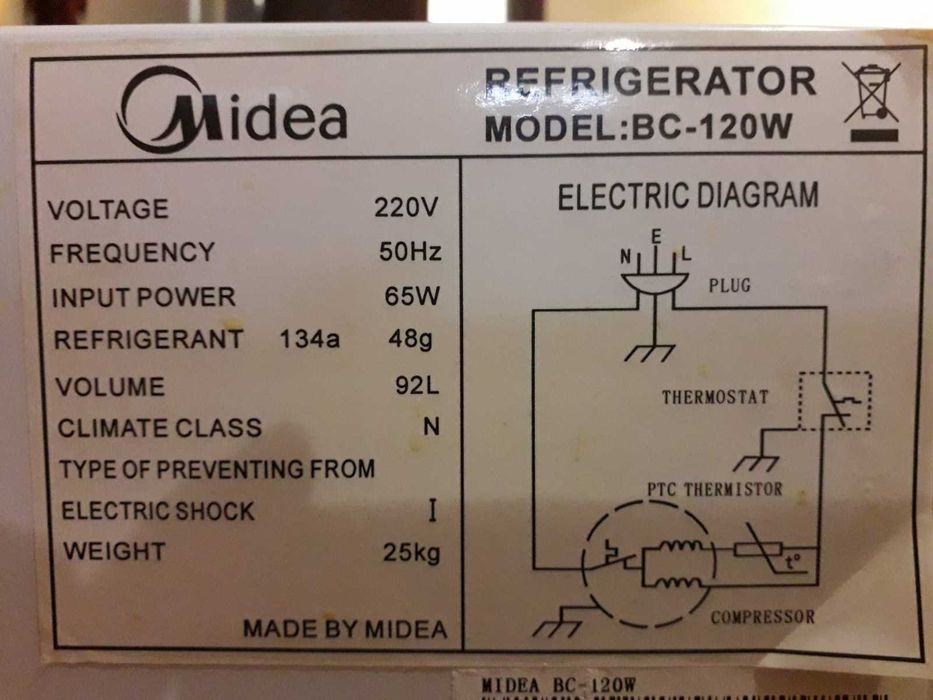 Midea
REFRIGERATOR
MODEL:BC-120W
VOLTAGE 220V
FREQUENCY 50Hz
INPUT POWER 65W
REFRIGERANT 134a 48g
VOLUME 92L
CLIMATE CLASS N
TYPE OF PREVENTING FROM
ELECTRIC SHOCK I
WEIGHT 25kg
MADE BY MIDEA
ELECTRIC DIAGRAM
E
N L
PLUG
THERMOSTAT
PTC THERMISTOR
t°
COMPRESSOR
MIDEA BC-120W